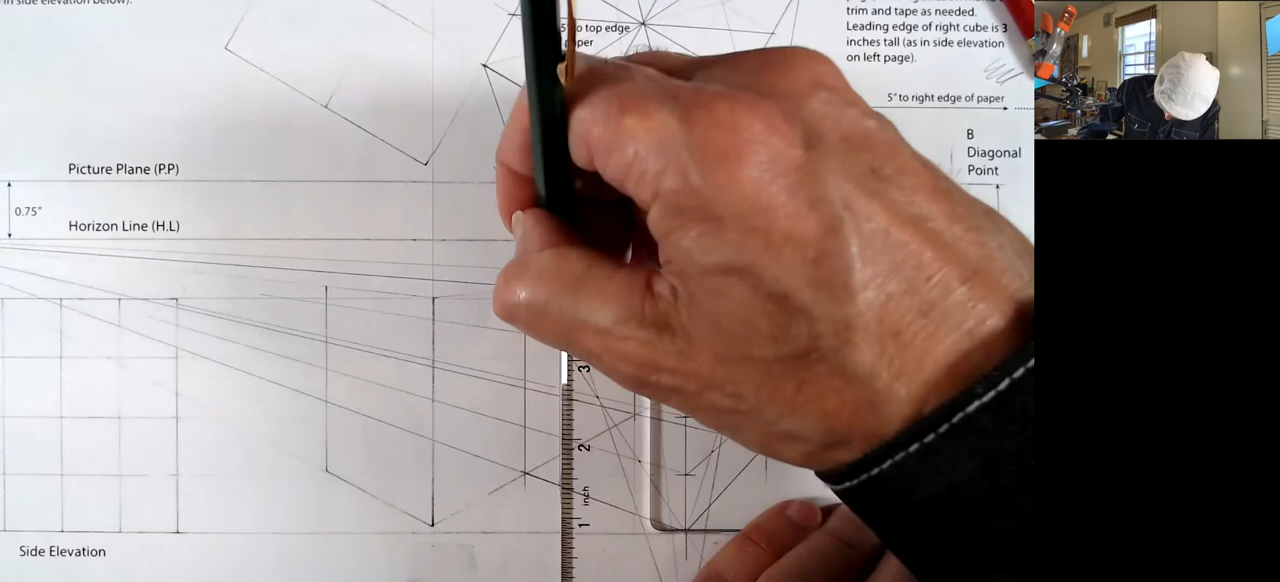 in side elevation below).
5" to top edge
paper
trim and tape as needed.
Leading edge of right cube is 3
inches tall (as in side elevation
on left page).
5" to right edge of paper
B
Diagonal
Point
Picture Plane (P.P)
0.75"
Horizon Line (H.L)
3
2
inch
1
Side Elevation